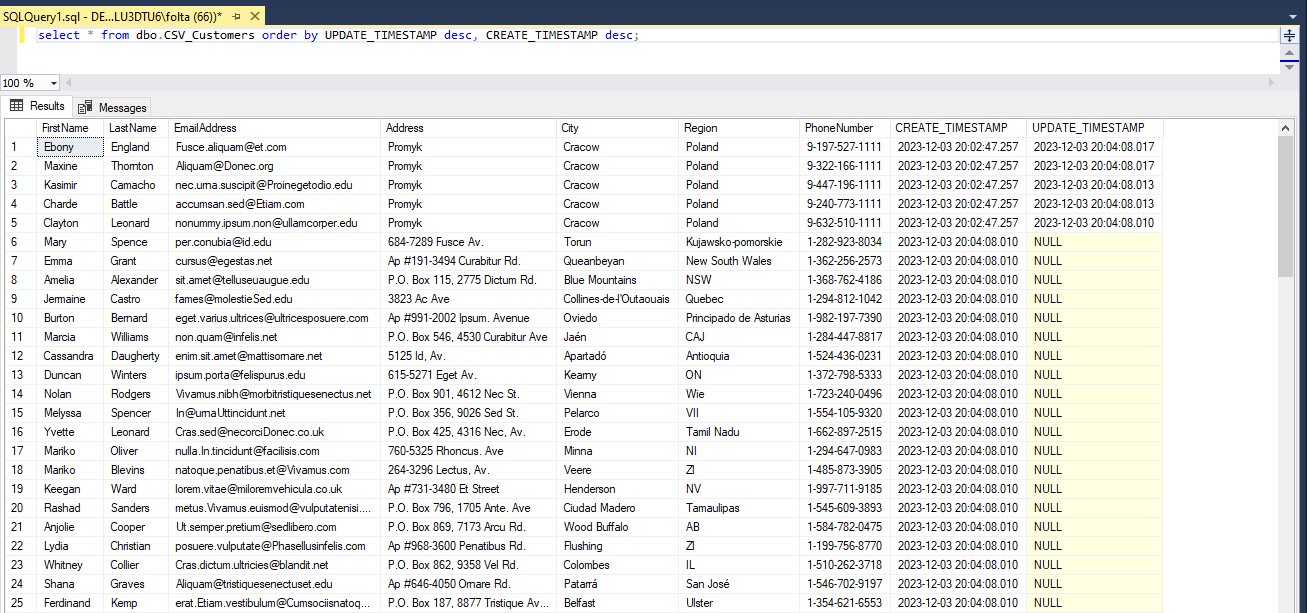 SQLQuery1.sql - DE...LU3DTU6\folta (66))*
select * from dbo.CSV_Customers order by UPDATE_TIMESTAMP desc, CREATE_TIMESTAMP desc;
100 %
Results Messages
FirstName LastName EmailAddress Address City Region PhoneNumber CREATE_TIMESTAMP UPDATE_TIMESTAMP
1 Ebony England Fusce.aliquam@et.com Promyk Cracow Poland 9-197-527-1111 2023-12-03 20:02:47.257 2023-12-03 20:04:08.017
2 Maxine Thornton Aliquam@Donec.org Promyk Cracow Poland 9-322-166-1111 2023-12-03 20:02:47.257 2023-12-03 20:04:08.017
3 Kasimir Camacho nec.urna.suscipit@Proinegetodio.edu Promyk Cracow Poland 9-447-196-1111 2023-12-03 20:02:47.257 2023-12-03 20:04:08.013
4 Charde Battle accumsan.sed@Etiam.com Promyk Cracow Poland 9-240-773-1111 2023-12-03 20:02:47.257 2023-12-03 20:04:08.013
5 Clayton Leonard nonummy.ipsum.non@ullamcorper.edu Promyk Cracow Poland 9-632-510-1111 2023-12-03 20:02:47.257 2023-12-03 20:04:08.010
6 Mary Spence per.conubia@id.edu 684-7289 Fusce Av. Torun Kujawsko-pomorskie 1-282-923-8034 2023-12-03 20:04:08.010 NULL
7 Emma Grant cursus@egestas.net Ap #191-3494 Curabitur Rd. Queanbeyan New South Wales 1-362-256-2573 2023-12-03 20:04:08.010 NULL
8 Amelia Alexander sit.amet@telluseuaugue.edu P.O. Box 115, 2775 Dictum Rd. Blue Mountains NSW 1-368-762-4186 2023-12-03 20:04:08.010 NULL
9 Jermaine Castro fames@molestieSed.edu 3823 Ac Ave Collines-de-l'Outaouais Quebec 1-294-812-1042 2023-12-03 20:04:08.010 NULL
10 Burton Bernard eget.varius.ultrices@ultricesposuere.com Ap #991-2002 Ipsum. Avenue Oviedo Principado de Asturias 1-982-197-7390 2023-12-03 20:04:08.010 NULL
11 Marcia Williams non.quam@infelis.net P.O. Box 546, 4530 Curabitur Ave Jaén CAJ 1-284-447-8817 2023-12-03 20:04:08.010 NULL
12 Cassandra Daugherty enim.sit.amet@mattisornare.net 5125 Id, Av. Apartadó Antioquia 1-524-436-0231 2023-12-03 20:04:08.010 NULL
13 Duncan Winters ipsum.porta@felispurus.edu 615-5271 Eget Av. Kearny ON 1-372-798-5333 2023-12-03 20:04:08.010 NULL
14 Nolan Rodgers Vivamus.nibh@morbitristiquesenectus.net P.O. Box 901, 4612 Nec St. Vienna Wie 1-723-240-0496 2023-12-03 20:04:08.010 NULL
15 Melyssa Spencer In@urnaUttincidunt.net P.O. Box 356, 9026 Sed St. Pelarco VII 1-554-105-9320 2023-12-03 20:04:08.010 NULL
16 Yvette Leonard Cras.sed@necorciDonec.co.uk P.O. Box 425, 4316 Nec, Av. Erode Tamil Nadu 1-662-897-2515 2023-12-03 20:04:08.010 NULL
17 Mariko Oliver nulla.In.tincidunt@facilisis.com 760-5325 Rhoncus. Ave Minna NI 1-294-647-0983 2023-12-03 20:04:08.010 NULL
18 Mariko Blevins natoque.penatibus.et@Vivamus.com 264-3296 Lectus, Av. Veere ZI 1-485-873-3905 2023-12-03 20:04:08.010 NULL
19 Keegan Ward lorem.vitae@miloremvehicula.co.uk Ap #731-3480 Et Street Henderson NV 1-997-711-9185 2023-12-03 20:04:08.010 NULL
20 Rashad Sanders metus.Vivamus.euismod@vulputatenisi.... P.O. Box 796, 1705 Ante. Ave Ciudad Madero Tamaulipas 1-545-609-3893 2023-12-03 20:04:08.010 NULL
21 Anjolie Cooper Ut.semper.pretium@sedlibero.com P.O. Box 869, 7173 Arcu Rd. Wood Buffalo AB 1-584-782-0475 2023-12-03 20:04:08.010 NULL
22 Lydia Christian posuere.vulputate@Phasellusinfelis.com Ap #968-3600 Penatibus Rd. Flushing ZI 1-199-756-8770 2023-12-03 20:04:08.010 NULL
23 Whitney Collier Cras.dictum.ultricies@blandit.net P.O. Box 862, 9358 Vel Rd. Colombes IL 1-510-262-3718 2023-12-03 20:04:08.010 NULL
24 Shana Graves Aliquam@tristiquesenectuset.edu Ap #646-4050 Ornare Rd. Patarrá San José 1-546-702-9197 2023-12-03 20:04:08.010 NULL
25 Ferdinand Kemp erat.Etiam.vestibulum@Cumsociisnatoq... P.O. Box 187, 8877 Tristique Av... Belfast Ulster 1-354-621-6553 2023-12-03 20:04:08.010 NULL